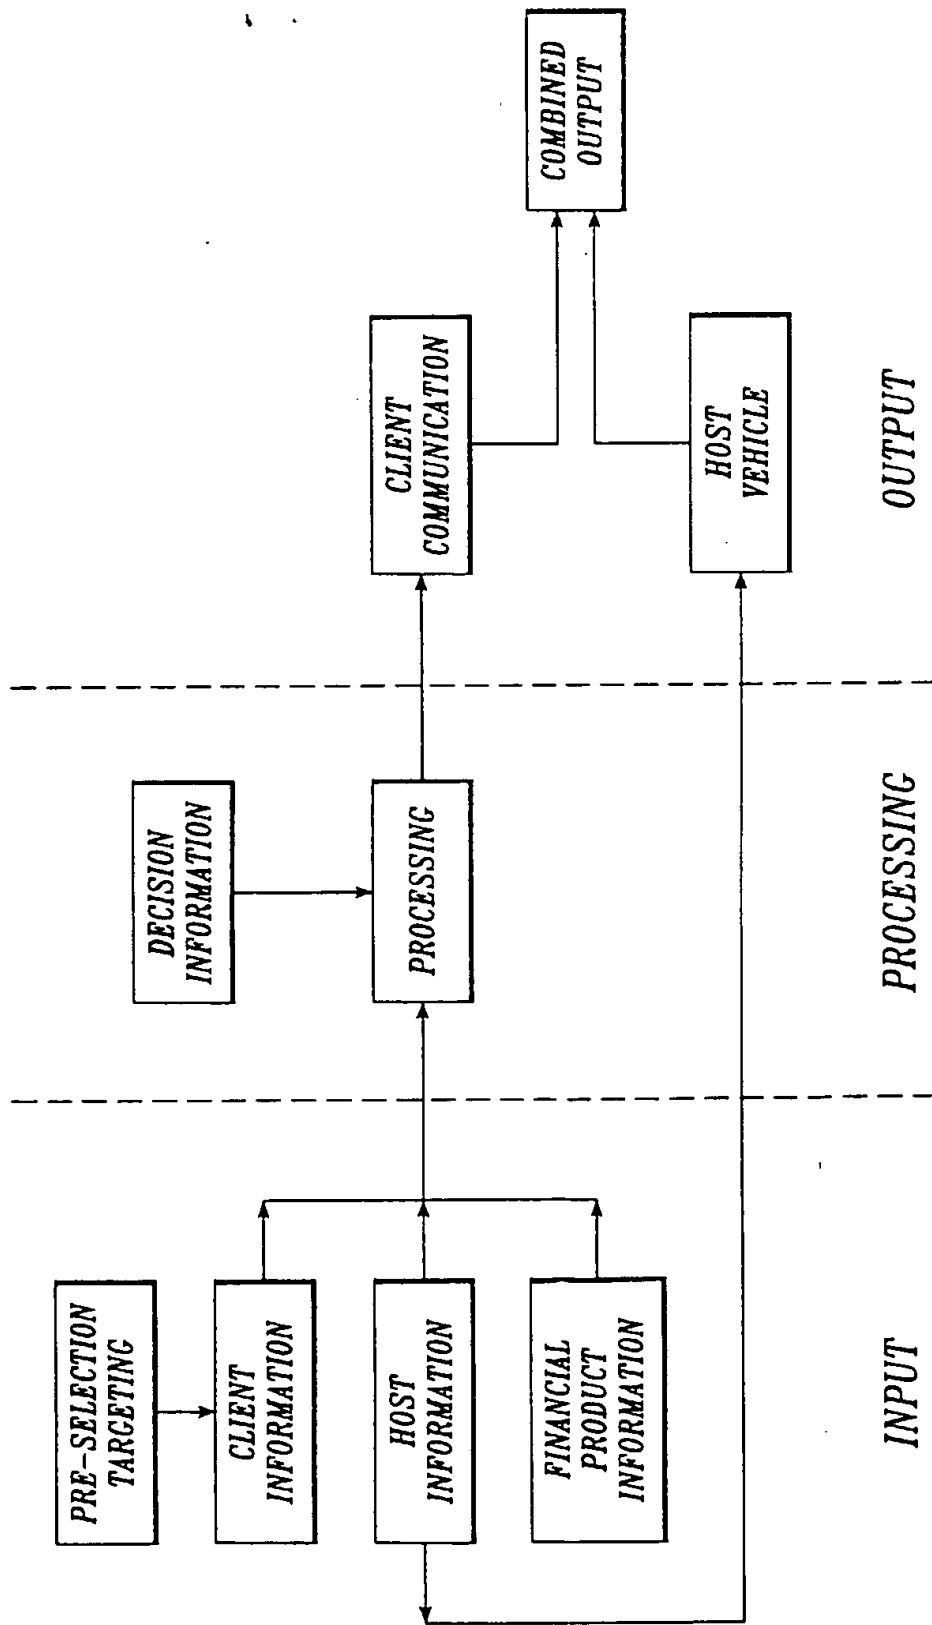 PRE-SELECTION
TARGETING
CLIENT
INFORMATION
HOST
INFORMATION
FINANCIAL
PRODUCT
INFORMATION
INPUT
DECISION
INFORMATION
PROCESSING
PROCESSING
CLIENT
COMMUNICATION
HOST
VEHICLE
COMBINED
OUTPUT
OUTPUT